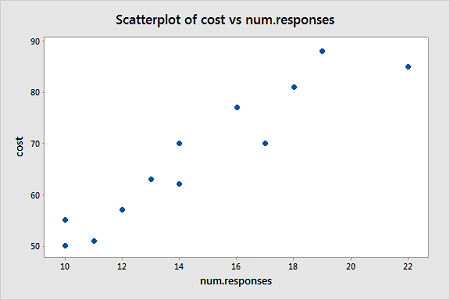 Scatterplot of cost vs num.responses
90
80
70
60
50
cost
10 12 14 16 18 20 22
num.responses